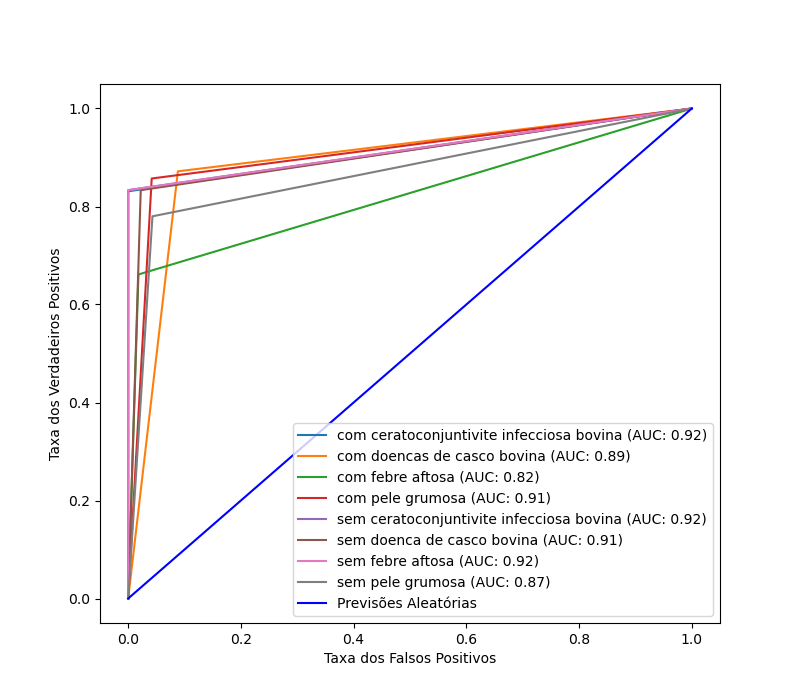 1.0
0.8
0.6
0.4
0.2
0.0
Taxa dos Verdadeiros Positivos
com ceratoconjuntivite infecciosa bovina (AUC: 0.92)
com doencas de casco bovina (AUC: 0.89)
com febre aftosa (AUC: 0.82)
com pele grumosa (AUC: 0.91)
sem ceratoconjuntivite infecciosa bovina (AUC: 0.92)
sem doenca de casco bovina (AUC: 0.91)
sem febre aftosa (AUC: 0.92)
sem pele grumosa (AUC: 0.87)
Previsões Aleatórias
0.0 0.2 0.4 0.6 0.8 1.0
Taxa dos Falsos Positivos